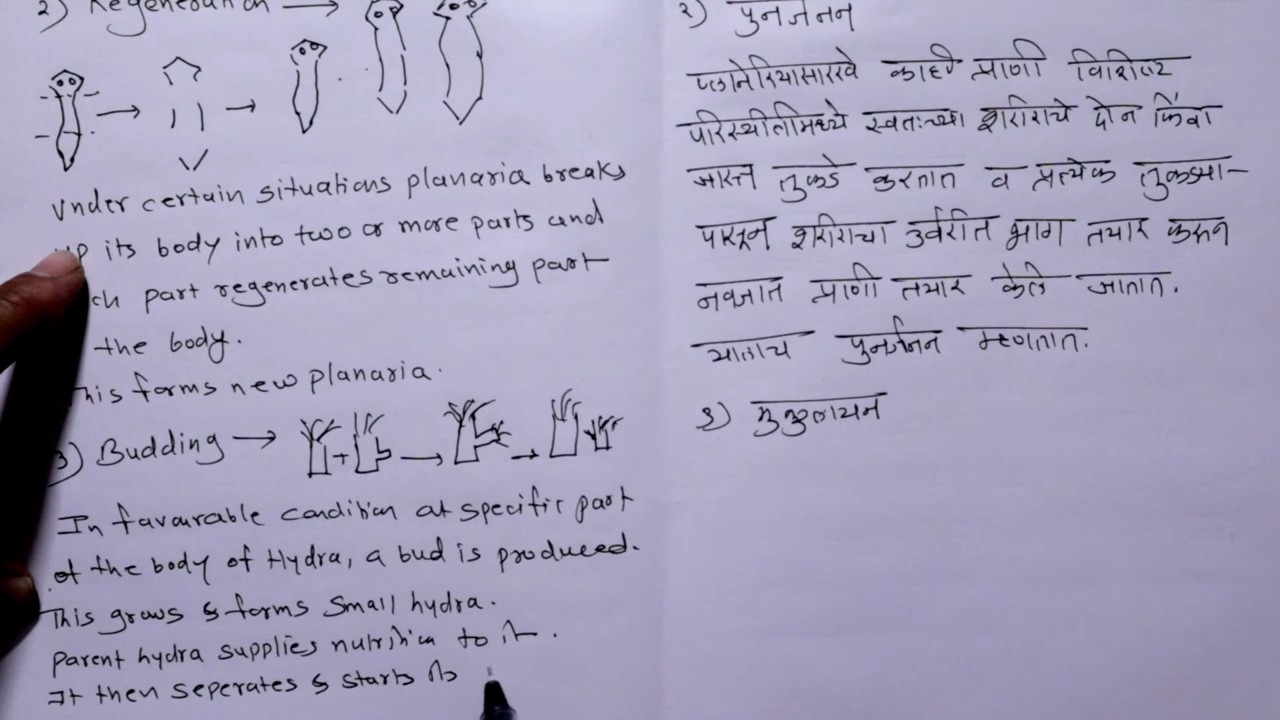 2) Regeneration
Under certain situations planaria breaks
up its body into two or more parts and
ch part regenerates remaining part
the body.
This forms new planaria.
3) Budding
In favourable condition at specific part
of the body of Hydra, a bud is produced.
This grows & forms small hydra.
parent hydra supplies nutrition to it.
It then seperates & starts its
२) पुनर्जनन
प्लानेरियासारखे काही प्राणी विशिष्ट
परिस्थीतीमध्ये स्वतःच्या शरीराचे दोन किंवा
जास्त तुकडे करतात व प्रत्येक तुकड्या-
पासून शरीराचा उर्वरीत भाग तयार करून
नवजात प्राणी तयार केले जातात.
यालाच पुनर्जनन म्हणतात.
३) मुकुलायन